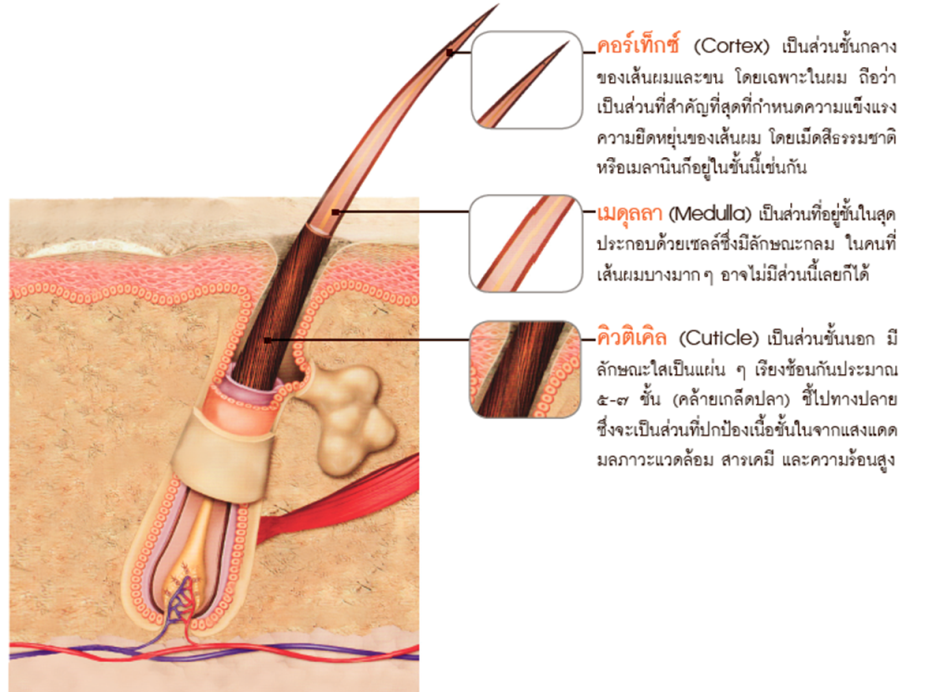 คอร์เท็กซ์ (Cortex) เป็นส่วนชั้นกลาง
ของเส้นผมและขน โดยเฉพาะในผม ถือว่า
เป็นส่วนที่สำคัญที่สุดที่กำหนดความแข็งแรง
ความยืดหยุ่นของเส้นผม โดยเม็ดสีธรรมชาติ
หรือเมลานินก็อยู่ในชั้นนี้เช่นกัน
เมดุลลา (Medulla) เป็นส่วนที่อยู่ชั้นในสุด
ประกอบด้วยเซลล์ซึ่งมีลักษณะกลม ในคนที่
เส้นผมบางมาก ๆ อาจไม่มีส่วนนี้เลยก็ได้
คิวติเคิล (Cuticle) เป็นส่วนชั้นนอก มี
ลักษณะใสเป็นแผ่น ๆ เรียงซ้อนกันประมาณ
๕-๗ ชั้น (คล้ายเกล็ดปลา) ชี้ไปทางปลาย
ซึ่งจะเป็นส่วนที่ปกป้องเนื้อชั้นในจากแสงแดด
มลภาวะแวดล้อม สารเคมี และความร้อนสูง